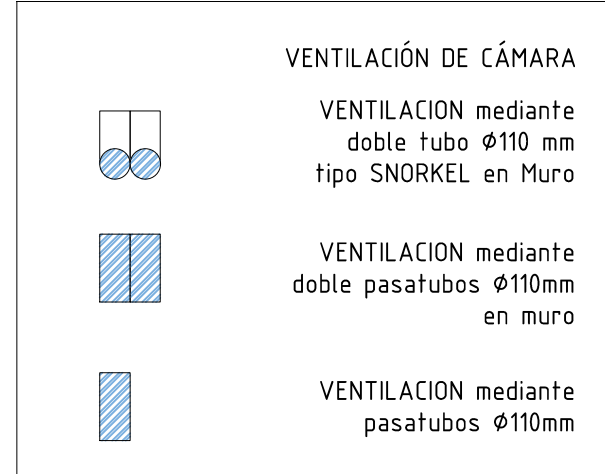 VENTILACIÓN DE CÁMARA
VENTILACION mediante
doble tubo Ø110 mm
tipo SNORKEL en Muro
VENTILACION mediante
doble pasatubos Ø110mm
en muro
VENTILACION mediante
pasatubos Ø110mm